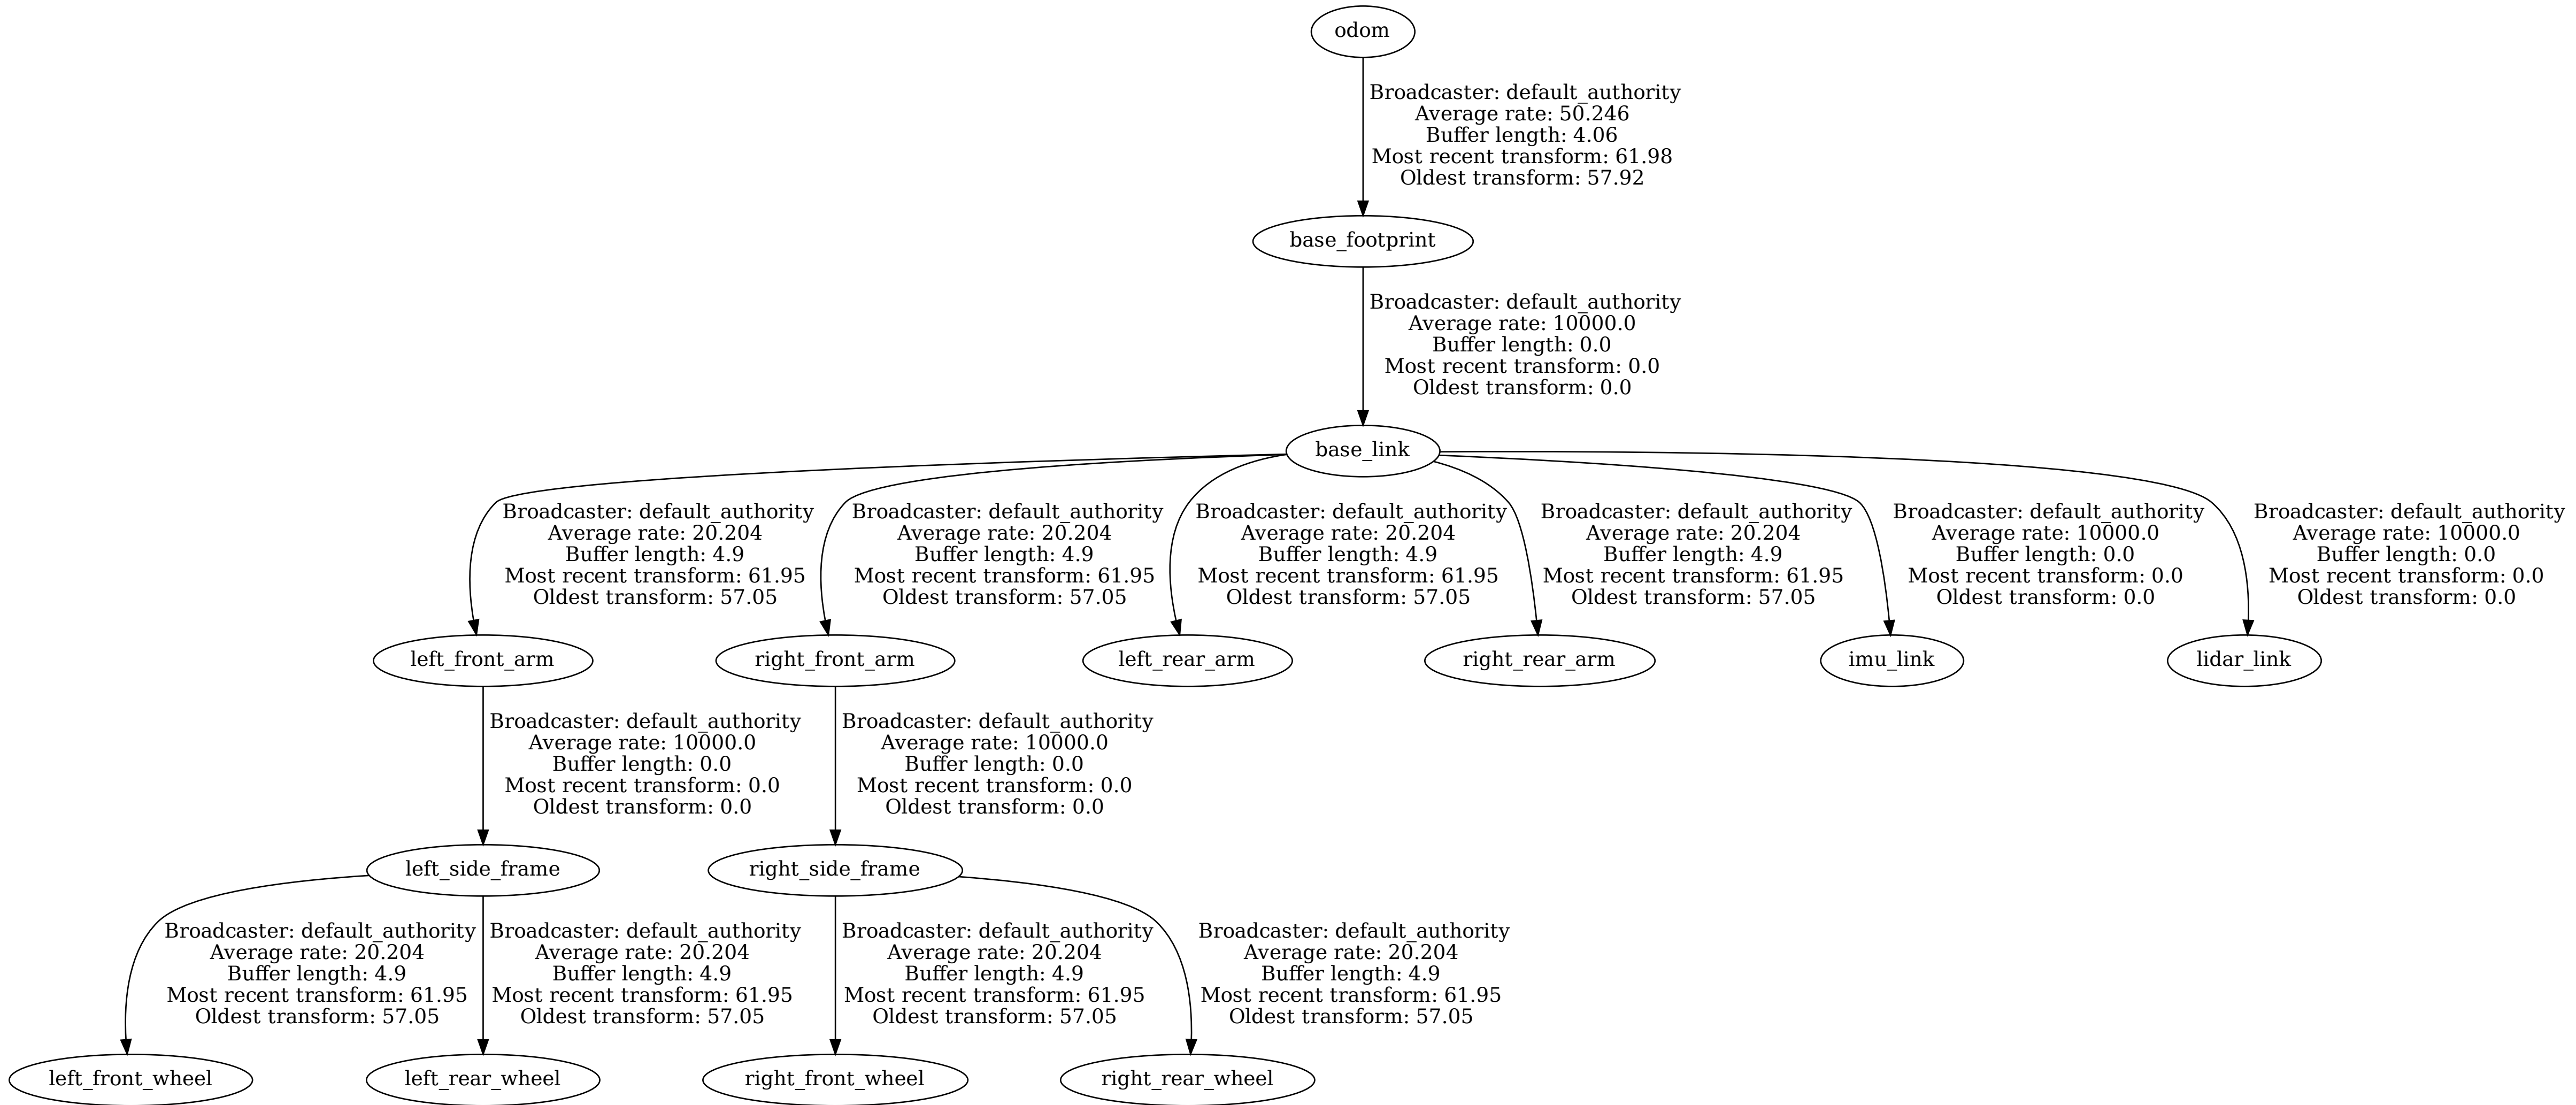 odom
Broadcaster: default_authority
Average rate: 50.246
Buffer length: 4.06
Most recent transform: 61.98
Oldest transform: 57.92
base_footprint
Broadcaster: default_authority
Average rate: 10000.0
Buffer length: 0.0
Most recent transform: 0.0
Oldest transform: 0.0
base_link
Broadcaster: default_authority
Average rate: 20.204
Buffer length: 4.9
Most recent transform: 61.95
Oldest transform: 57.05
Broadcaster: default_authority
Average rate: 20.204
Buffer length: 4.9
Most recent transform: 61.95
Oldest transform: 57.05
Broadcaster: default_authority
Average rate: 20.204
Buffer length: 4.9
Most recent transform: 61.95
Oldest transform: 57.05
Broadcaster: default_authority
Average rate: 20.204
Buffer length: 4.9
Most recent transform: 61.95
Oldest transform: 57.05
Broadcaster: default_authority
Average rate: 10000.0
Buffer length: 0.0
Most recent transform: 0.0
Oldest transform: 0.0
Broadcaster: default_authority
Average rate: 10000.0
Buffer length: 0.0
Most recent transform: 0.0
Oldest transform: 0.0
left_front_arm
right_front_arm
left_rear_arm
right_rear_arm
imu_link
lidar_link
Broadcaster: default_authority
Average rate: 10000.0
Buffer length: 0.0
Most recent transform: 0.0
Oldest transform: 0.0
Broadcaster: default_authority
Average rate: 10000.0
Buffer length: 0.0
Most recent transform: 0.0
Oldest transform: 0.0
left_side_frame
right_side_frame
Broadcaster: default_authority
Average rate: 20.204
Buffer length: 4.9
Most recent transform: 61.95
Oldest transform: 57.05
Broadcaster: default_authority
Average rate: 20.204
Buffer length: 4.9
Most recent transform: 61.95
Oldest transform: 57.05
Broadcaster: default_authority
Average rate: 20.204
Buffer length: 4.9
Most recent transform: 61.95
Oldest transform: 57.05
Broadcaster: default_authority
Average rate: 20.204
Buffer length: 4.9
Most recent transform: 61.95
Oldest transform: 57.05
left_front_wheel
left_rear_wheel
right_front_wheel
right_rear_wheel